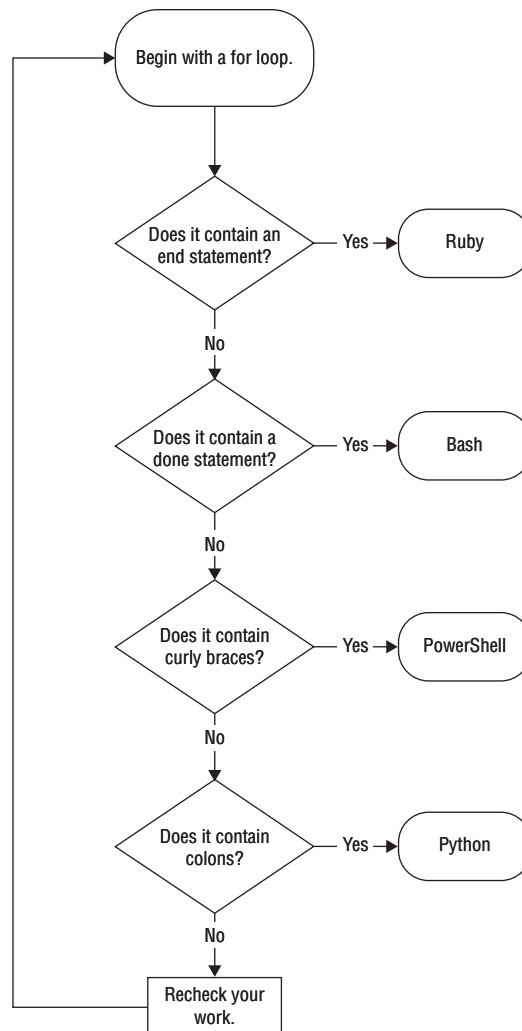 Begin with a for loop.
Does it contain an
end statement?
Yes
Ruby
No
Does it contain a
done statement?
Yes
Bash
No
Does it contain
curly braces?
Yes
PowerShell
No
Does it contain
colons?
Yes
Python
No
Recheck your
work.